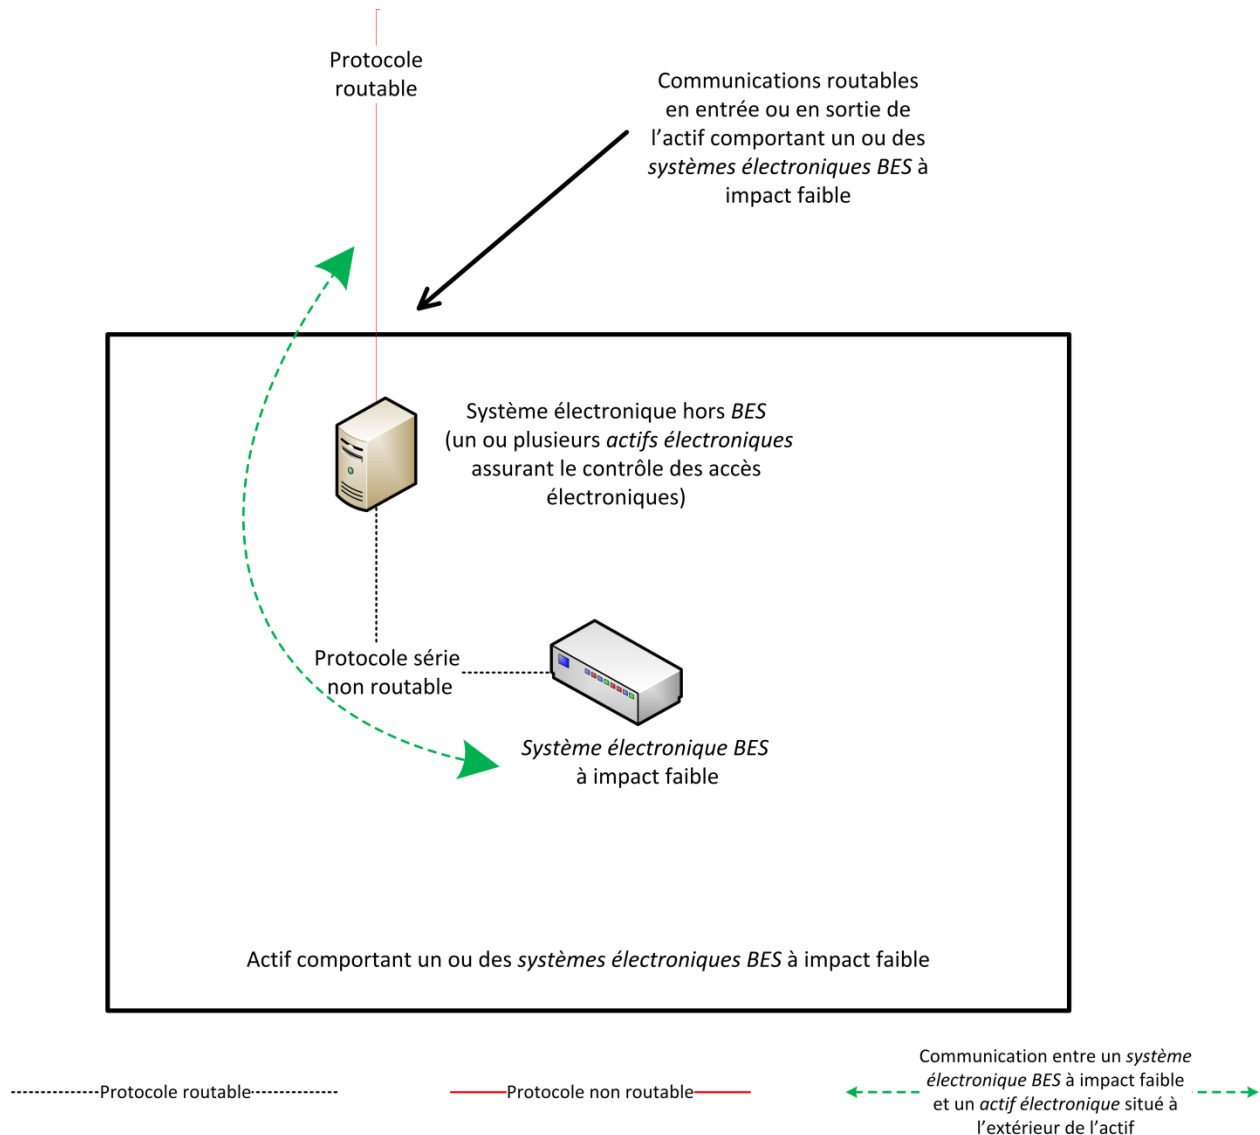 Protocole
routable
Communications routables
en entrée ou en sortie de
l’actif comportant un ou des
systèmes électroniques BES à
impact faible
Système électronique hors BES
(un ou plusieurs actifs électroniques
assurant le contrôle des accès
électroniques)
Protocole série
non routable
Système électronique BES
à impact faible
Actif comportant un ou des systèmes électroniques BES à impact faible
Protocole routable
Protocole non routable
Communication entre un système
électronique BES à impact faible
et un actif électronique situé à
l’extérieur de l’actif